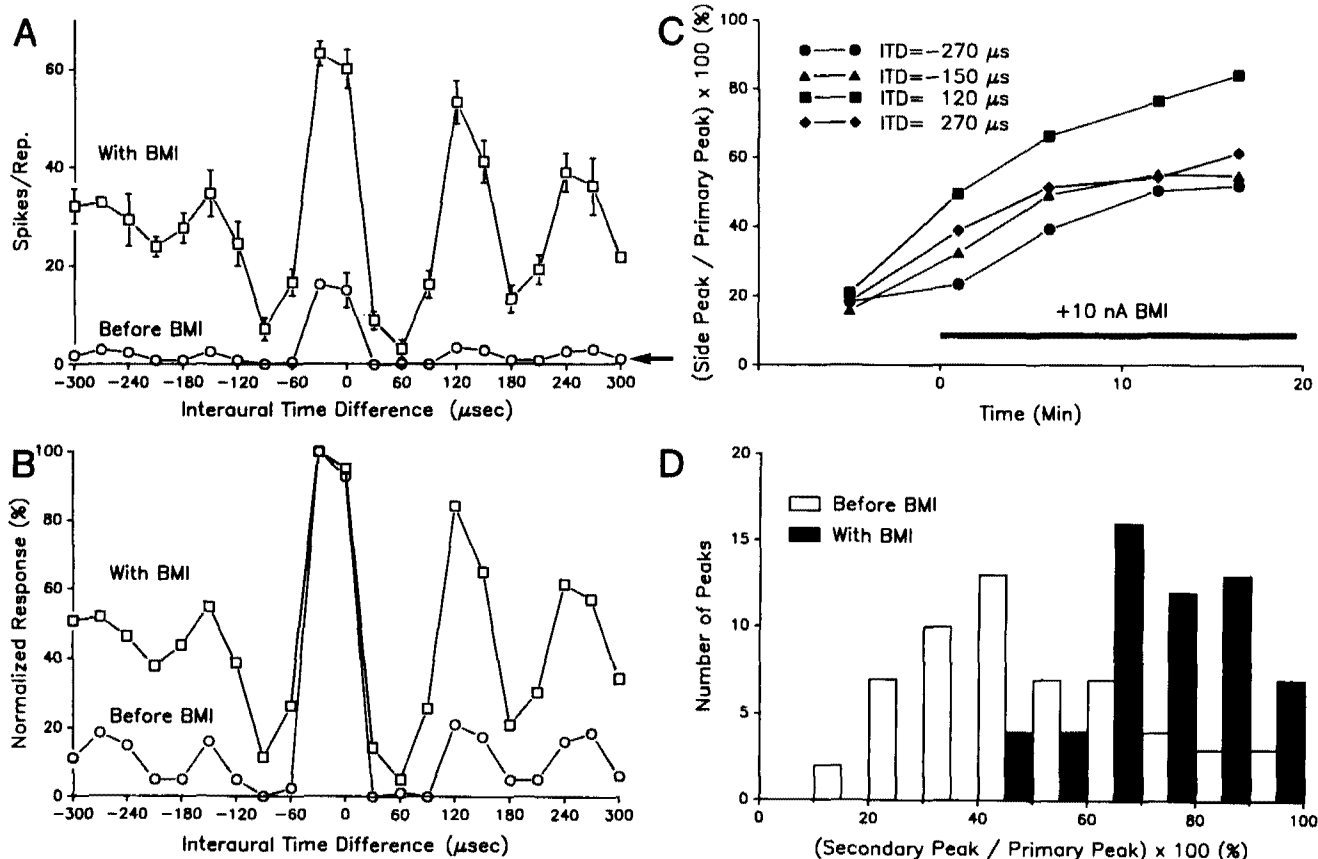 A
Spikes/Rep.
60
40
20
0
With BMI
Before BMI
-300 -240 -180 -120 -60 0 60 120 180 240 300
Interaural Time Difference (μsec)
B
Normalized Response (%)
100
80
60
40
20
0
With BMI
Before BMI
-300 -240 -180 -120 -60 0 60 120 180 240 300
Interaural Time Difference (μsec)
C
(Side Peak / Primary Peak) x 100 (%)
100
80
60
40
20
0
ITD=-270 μs
ITD=-150 μs
ITD= 120 μs
ITD= 270 μs
+10 nA BMI
0 10 20
Time (Min)
D
Number of Peaks
20
15
10
5
0
Before BMI
With BMI
0 20 40 60 80 100
(Secondary Peak / Primary Peak) x 100 (%)